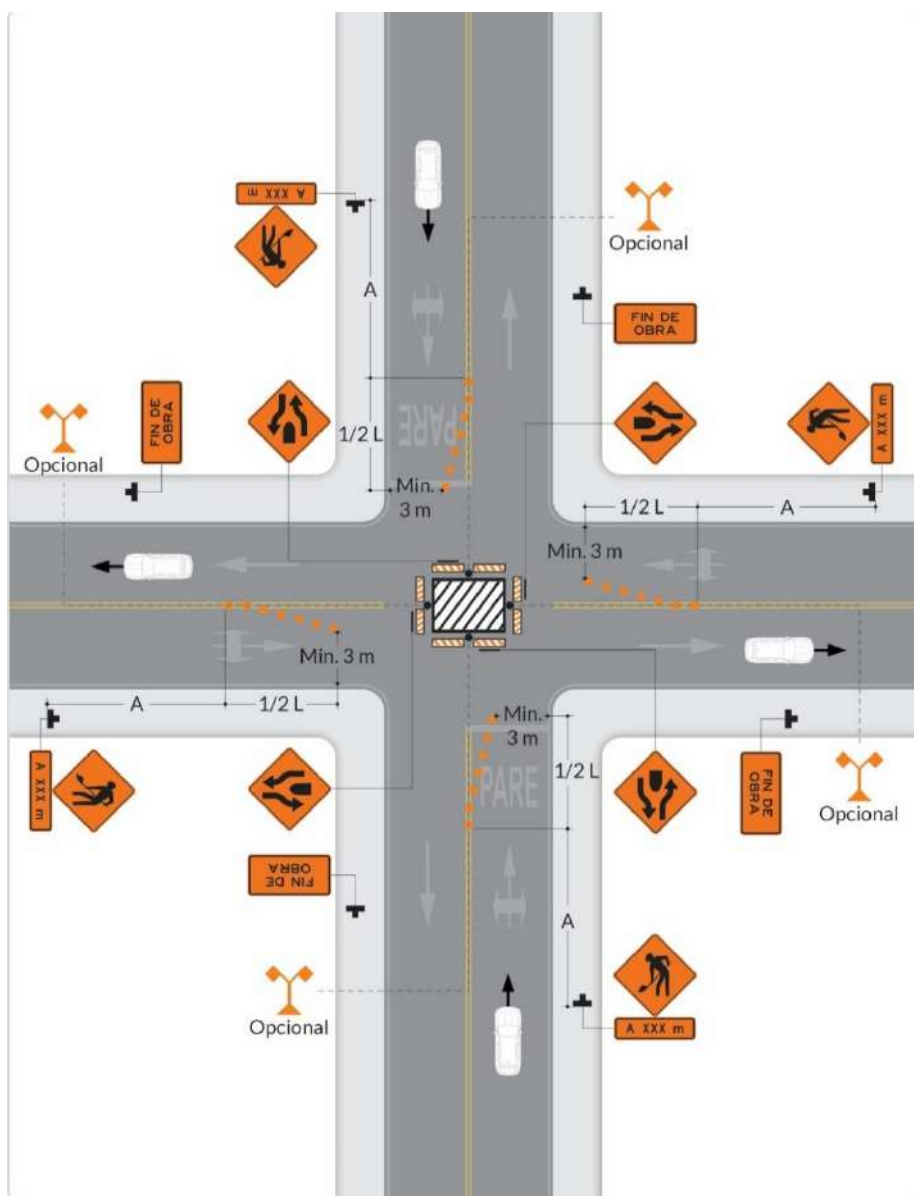 A XXX m
Opcional
A
FIN DE
OBRA
FIN DE
OBRA
A XXX m
Opcional
1/2 L
PARE
Min.
3 m
1/2 L
A
Min. 3 m
Min. 3 m
A
1/2 L
Min.
3 m
1/2 L
PARE
A XXX m
FIN DE
OBRA
Opcional
FIN DE
OBRA
A
Opcional
A XXX m